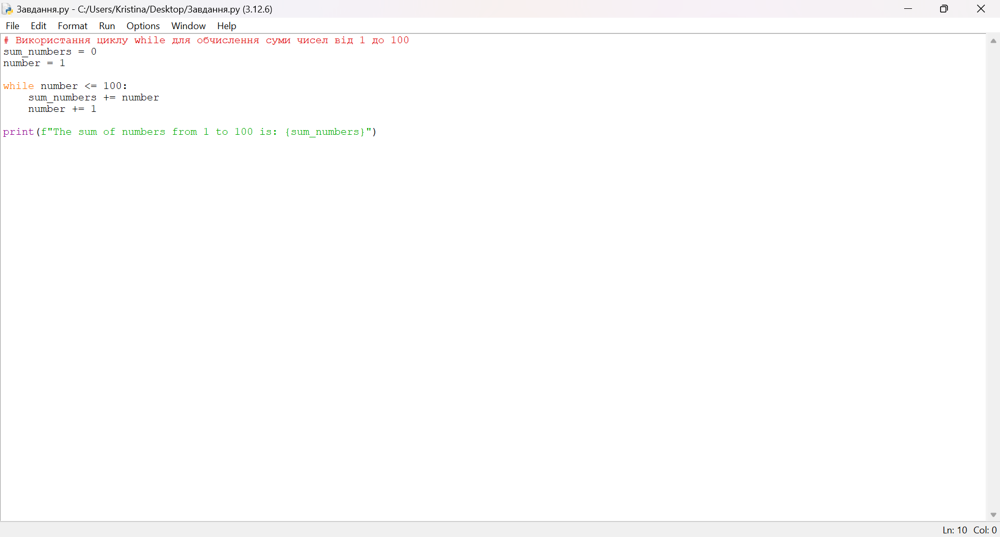 Завдання.py - C:/Users/Kristina/Desktop/Завдання.py (3.12.6)
File Edit Format Run Options Window Help
# Використання циклу while для обчислення суми чисел від 1 до 100
sum_numbers = 0
number = 1
while number <= 100:
    sum_numbers += number
    number += 1
print(f"The sum of numbers from 1 to 100 is: {sum_numbers}")
Ln: 10 Col: 0